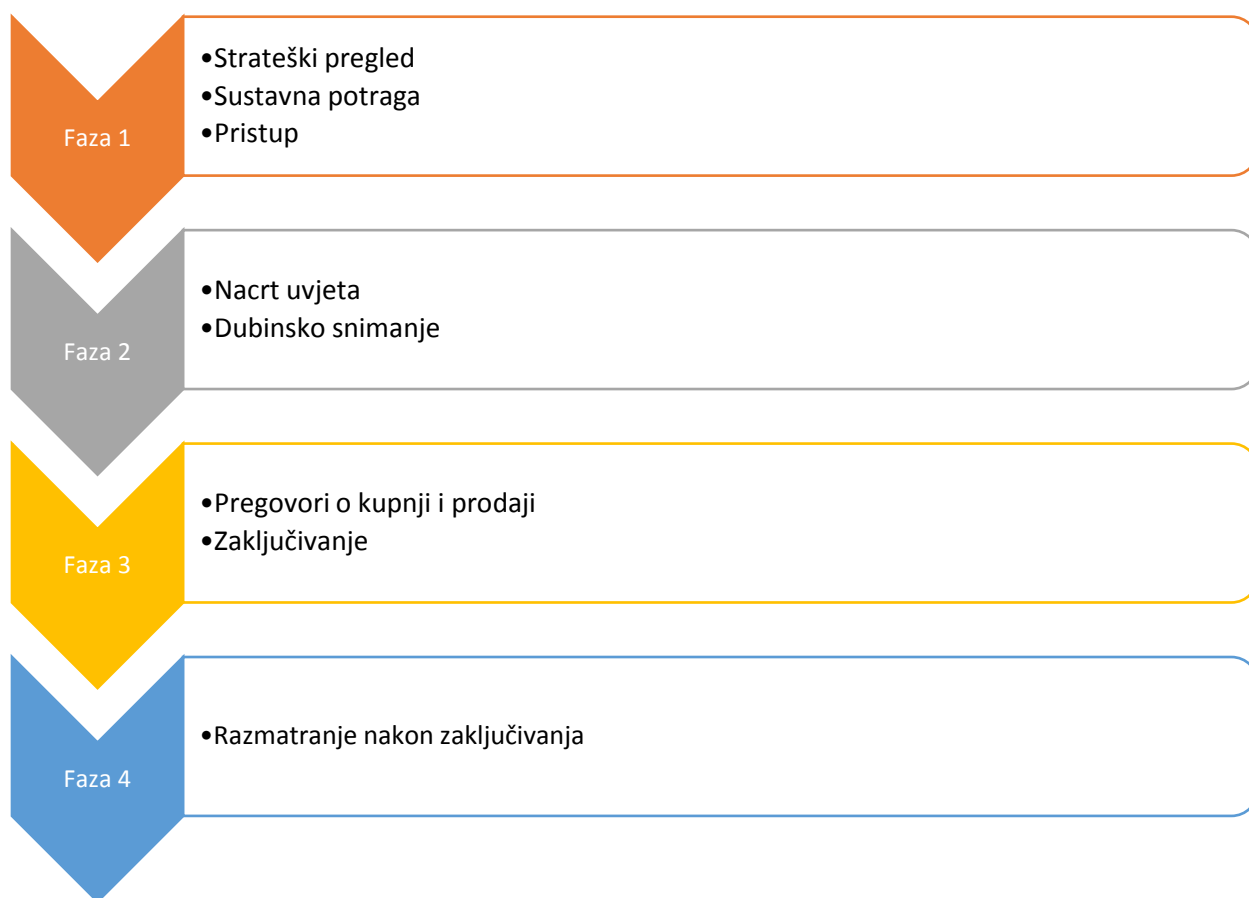 Faza 1
•Strateški pregled
•Sustavna potraga
•Pristup
Faza 2
•Nacrt uvjeta
•Dubinsko snimanje
Faza 3
•Pregovori o kupnji i prodaji
•Zaključivanje
Faza 4
•Razmatranje nakon zaključivanja